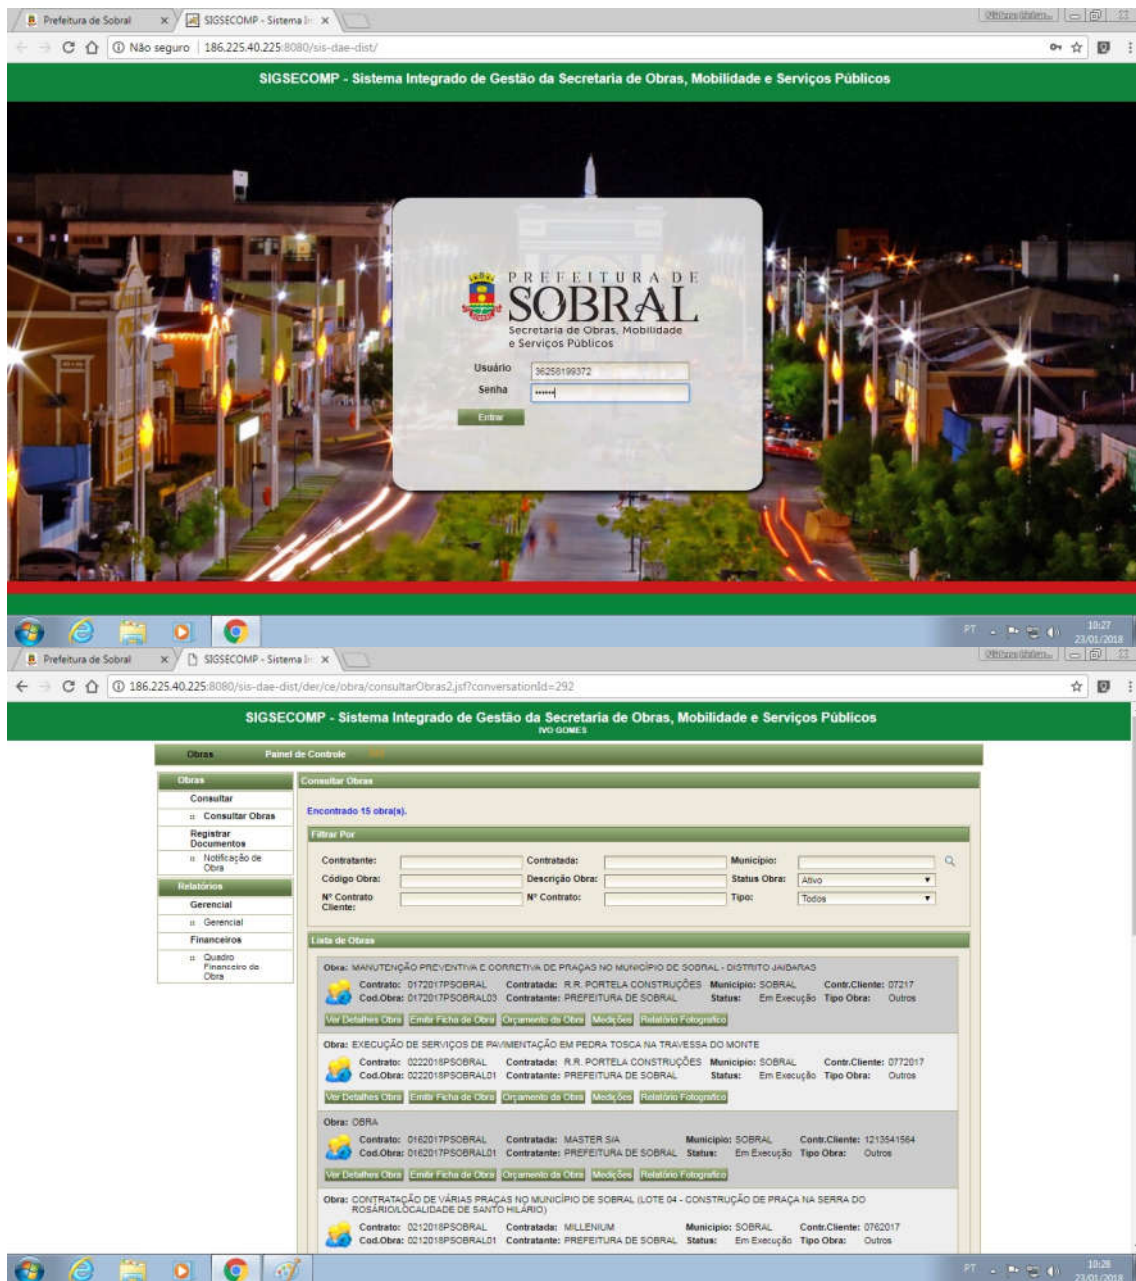 Prefeitura de Sobral
SIGSECOMP - Sistema In
Não seguro
186.225.40.225:8080/sis-dae-dist/
SIGSECOMP - Sistema Integrado de Gestão da Secretaria de Obras, Mobilidade e Serviços Públicos
PREFEITURA DE
SOBRAL
Secretaria de Obras, Mobilidade
e Serviços Públicos
Usuário 36258199372
Senha ••••••
Entrar
PT 10:27
23/01/2018
Prefeitura de Sobral
SIGSECOMP - Sistema In
186.225.40.225:8080/sis-dae-dist/der/ce/obra/consultarObras2.jsf?conversationId=292
SIGSECOMP - Sistema Integrado de Gestão da Secretaria de Obras, Mobilidade e Serviços Públicos
IVO GOMES
Obras Painel de Controle
Obras
Consultar
Consultar Obras
Registrar
Documentos
Notificação de
Obra
Relatórios
Gerencial
Gerencial
Financeiros
Quadro
Financeiro da
Obra
Consultar Obras
Encontrado 15 obra(s).
Filtrar Por
Contratante: Contratada: Município:
Código Obra: Descrição Obra: Status Obra: Ativo
Nº Contrato
Cliente: Nº Contrato: Tipo: Todos
Lista de Obras
Obra: MANUTENÇÃO PREVENTIVA E CORRETIVA DE PRAÇAS NO MUNICÍPIO DE SOBRAL - DISTRITO JAIBARAS
Contrato: 0172017PSOBRAL Contratada: R.R. PORTELA CONSTRUÇÕES Município: SOBRAL Contr.Cliente: 07217
Cod.Obra: 0172017PSOBRAL03 Contratante: PREFEITURA DE SOBRAL Status: Em Execução Tipo Obra: Outros
Ver Detalhes Obra Emitir Ficha de Obra Orçamento da Obra Medições Relatório Fotografico
Obra: EXECUÇÃO DE SERVIÇOS DE PAVIMENTAÇÃO EM PEDRA TOSCA NA TRAVESSA DO MONTE
Contrato: 0222018PSOBRAL Contratada: R.R. PORTELA CONSTRUÇÕES Município: SOBRAL Contr.Cliente: 0772017
Cod.Obra: 0222018PSOBRAL01 Contratante: PREFEITURA DE SOBRAL Status: Em Execução Tipo Obra: Outros
Ver Detalhes Obra Emitir Ficha de Obra Orçamento da Obra Medições Relatório Fotografico
Obra: OBRA
Contrato: 0162017PSOBRAL Contratada: MASTER S/A Município: SOBRAL Contr.Cliente: 1213541564
Cod.Obra: 0162017PSOBRAL01 Contratante: PREFEITURA DE SOBRAL Status: Em Execução Tipo Obra: Outros
Ver Detalhes Obra Emitir Ficha de Obra Orçamento da Obra Medições Relatório Fotografico
Obra: CONTRATAÇÃO DE VÁRIAS PRAÇAS NO MUNICÍPIO DE SOBRAL (LOTE 04 - CONSTRUÇÃO DE PRAÇA NA SERRA DO
ROSÁRIO/LOCALIDADE DE SANTO HILÁRIO)
Contrato: 0212018PSOBRAL Contratada: MILLENIUM Município: SOBRAL Contr.Cliente: 0762017
Cod.Obra: 0212018PSOBRAL01 Contratante: PREFEITURA DE SOBRAL Status: Em Execução Tipo Obra: Outros
PT 10:28
23/01/2018